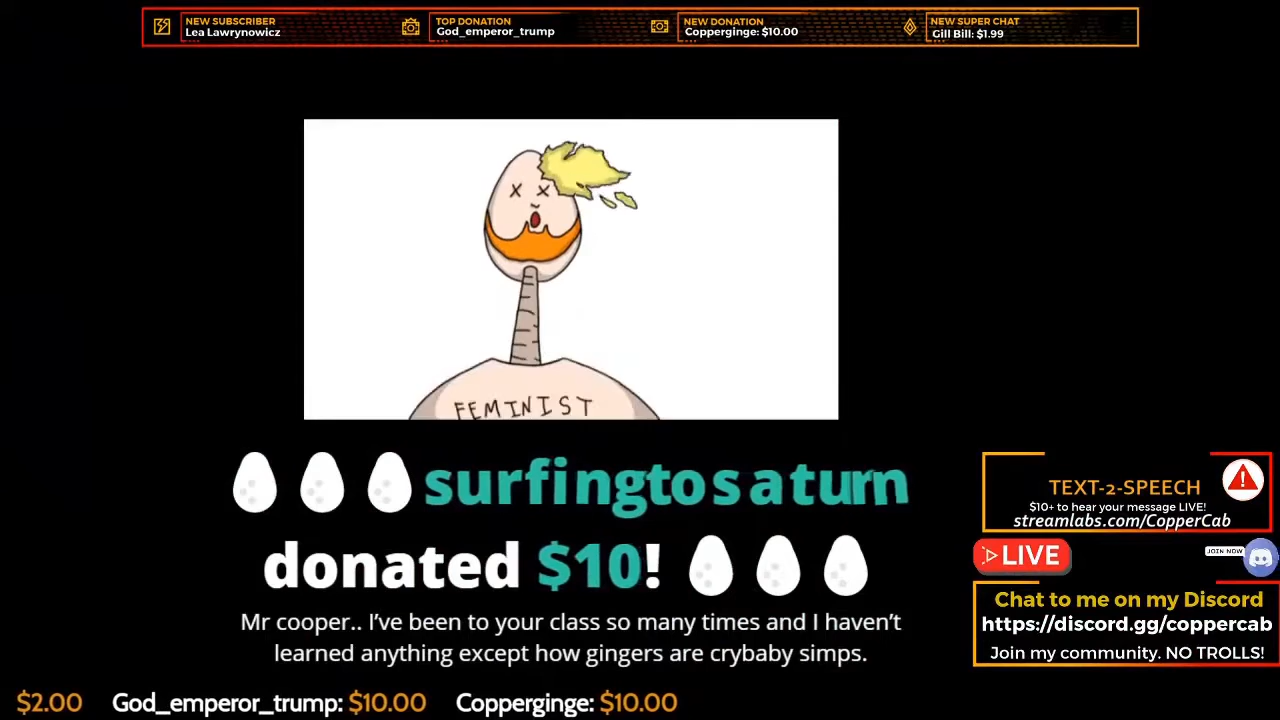 NEW SUBSCRIBER
Lea Lawrynowicz
TOP DONATION
God_emperor_trump
NEW DONATION
Copperginge: $10.00
NEW SUPER CHAT
Gill Bill: $1.99
FEMINIST
surfingtosaturn
donated $10!
Mr cooper.. I’ve been to your class so many times and I haven’t
learned anything except how gingers are crybaby simps.
TEXT-2-SPEECH
$10+ to hear your message LIVE!
streamlabs.com/CopperCab
LIVE
JOIN NOW
Chat to me on my Discord
https://discord.gg/coppercab
Join my community. NO TROLLS!
$2.00 God_emperor_trump: $10.00 Copperginge: $10.00